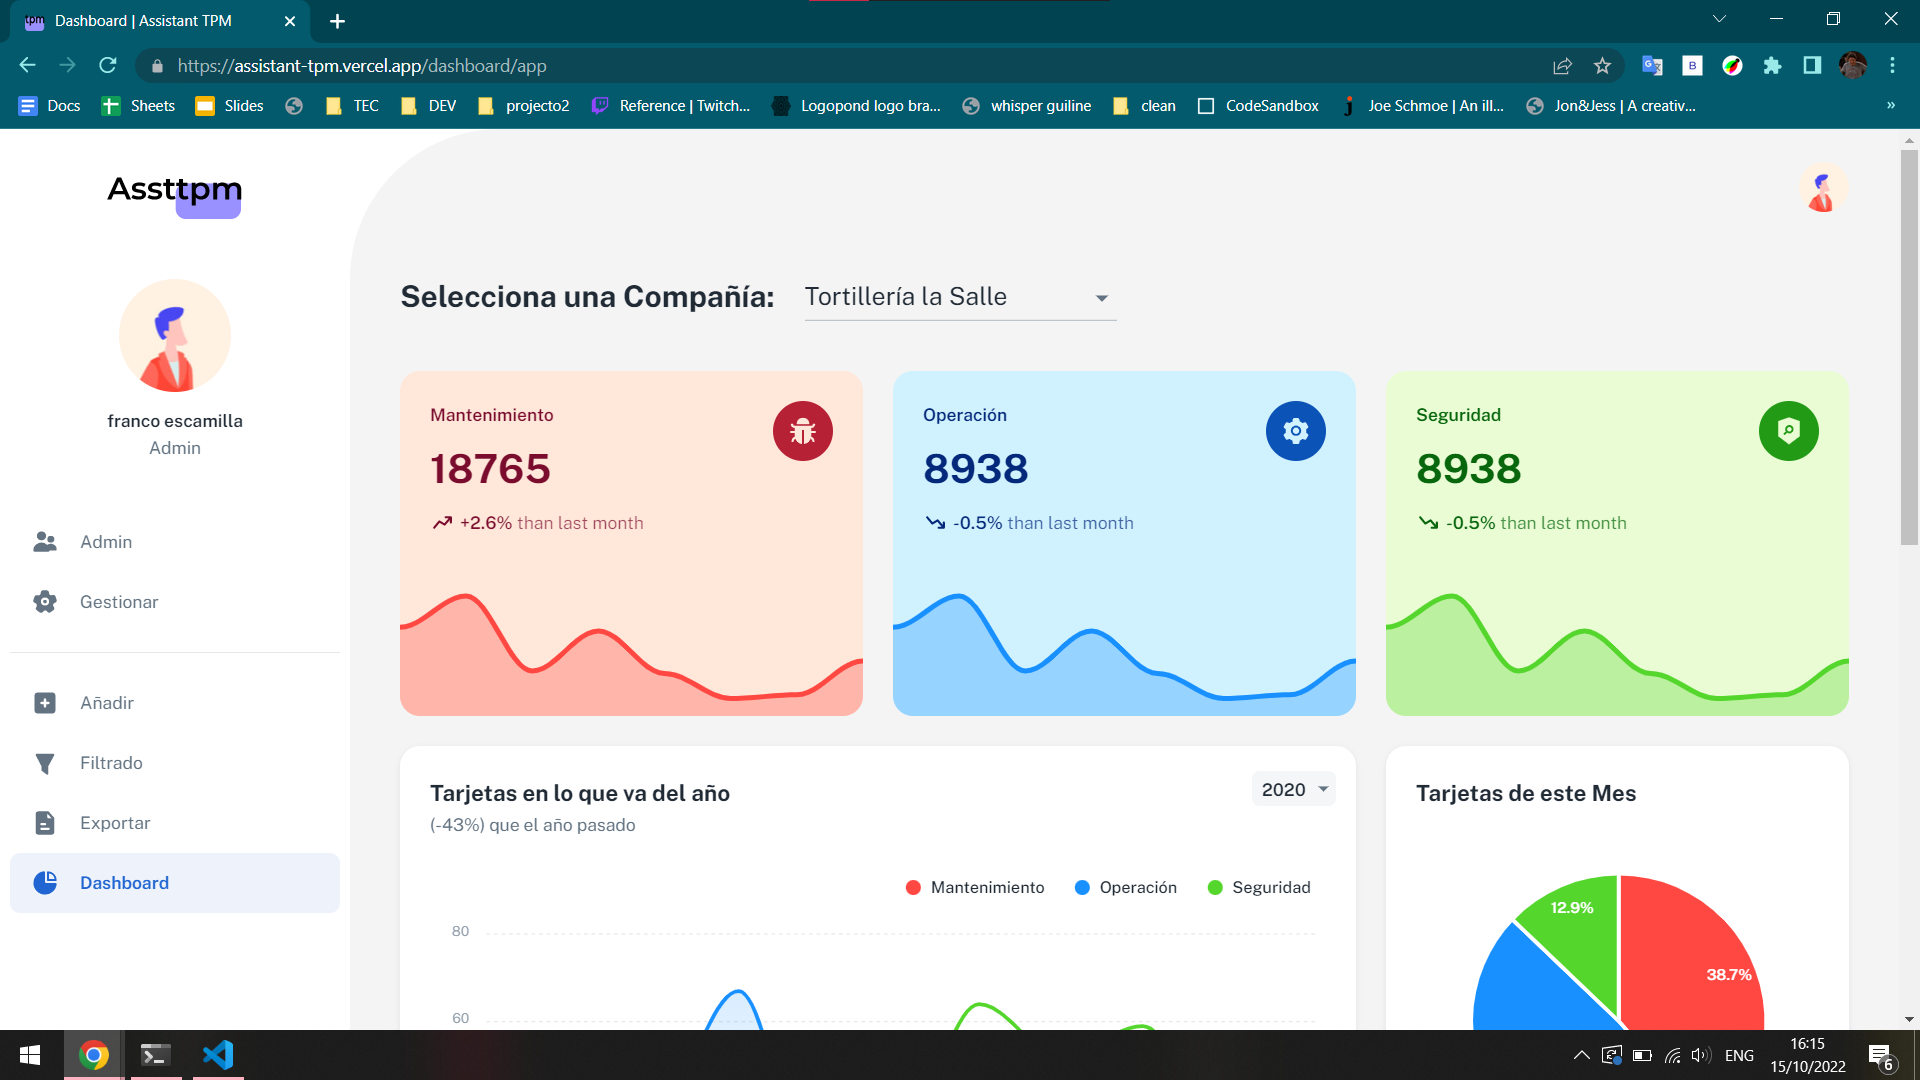 tpm Dashboard | Assistant TPM
https://assistant-tpm.vercel.app/dashboard/app
Docs Sheets Slides TEC DEV projecto2 Reference | Twitch... Logopond logo bra... whisper guiline clean CodeSandbox Joe Schmoe | An ill... Jon&Jess | A creativ... »
Assttpm
franco escamilla
Admin
Admin
Gestionar
Añadir
Filtrado
Exportar
Dashboard
Selecciona una Compañía: Tortillería la Salle
Mantenimiento
18765
+2.6% than last month
Operación
8938
-0.5% than last month
Seguridad
8938
-0.5% than last month
Tarjetas en lo que va del año
(-43%) que el año pasado
2020
Mantenimiento Operación Seguridad
80
60
Tarjetas de este Mes
12.9%
38.7%
ENG
16:15
15/10/2022
6